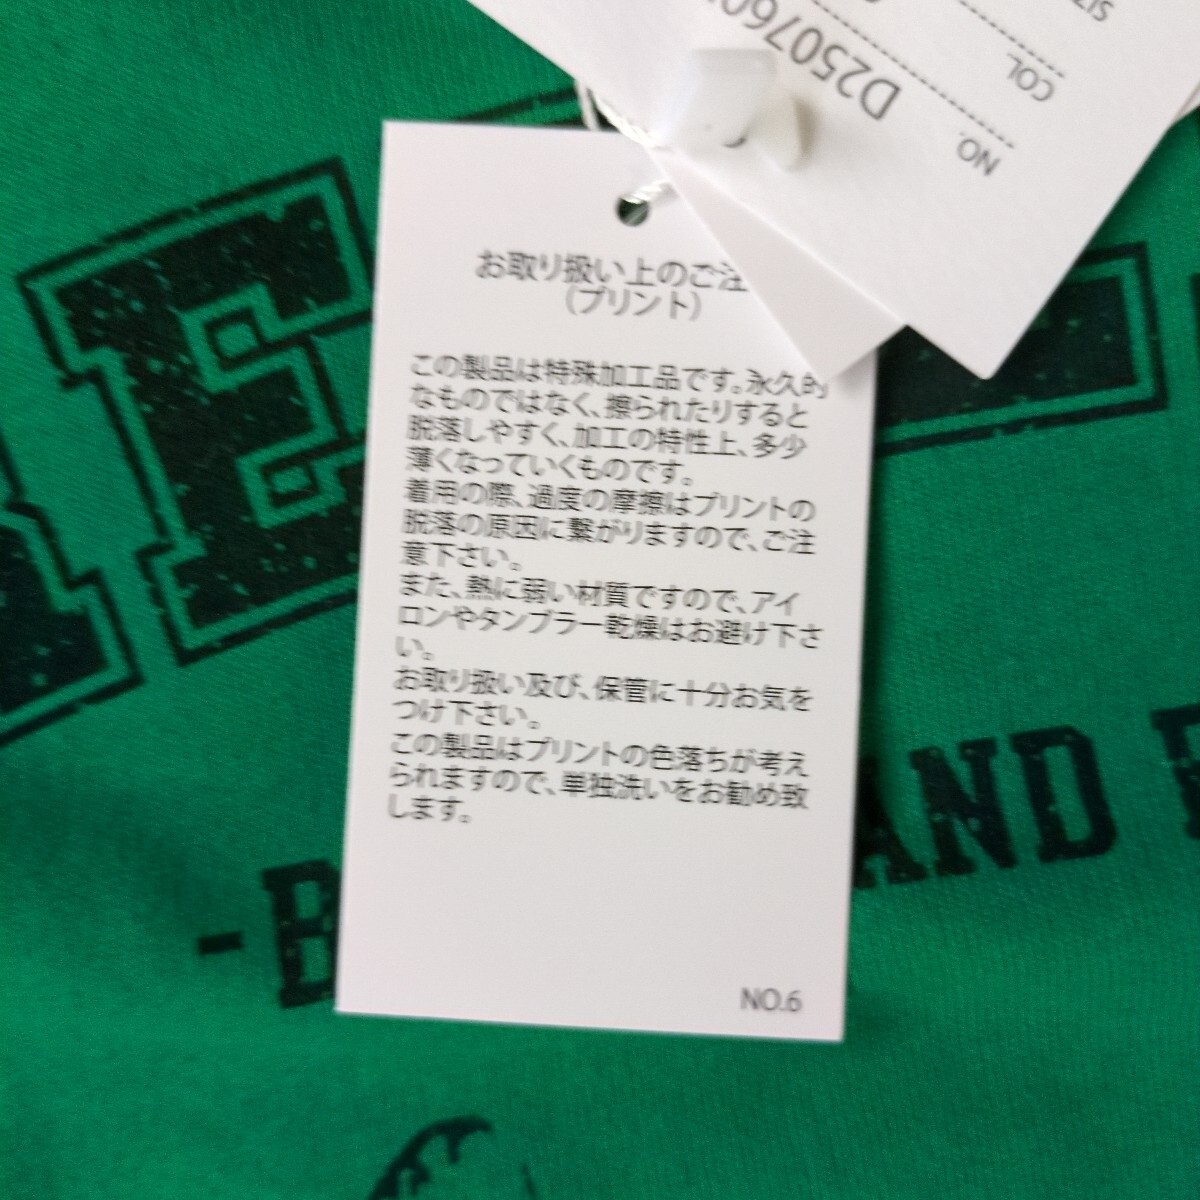 SIZ
COL
NO.
D250760
お取り扱い上のご注
(プリント)
この製品は特殊加工品です。永久的
なものではなく、擦られたりすると
脱落しやすく、加工の特性上、多少
薄くなっていくものです。
着用の際、過度の摩擦はプリントの
脱落の原因に繋がりますので、ご注
意下さい。
また、熱に弱い材質ですので、アイ
ロンやタンブラー乾燥はお避け下さ
い。
お取り扱い及び、保管に十分お気を
つけ下さい。
この製品はプリントの色落ちが考え
られますので、単独洗いをお勧め致
します。
NO.6
E
-B
AND